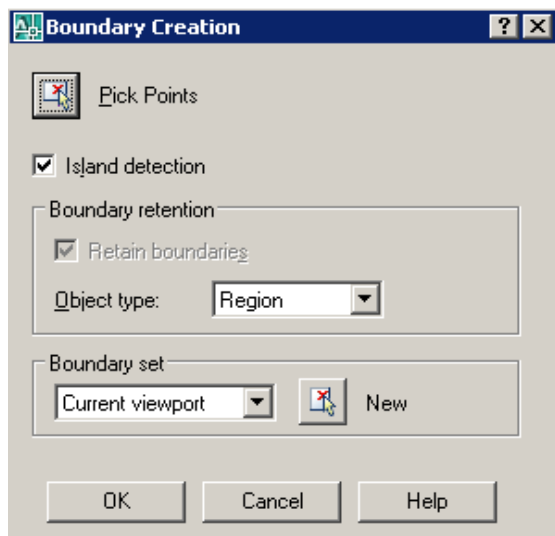 Boundary Creation
Pick Points
Island detection
Boundary retention
Retain boundaries
Object type: Region
Boundary set
Current viewport New
OK Cancel Help